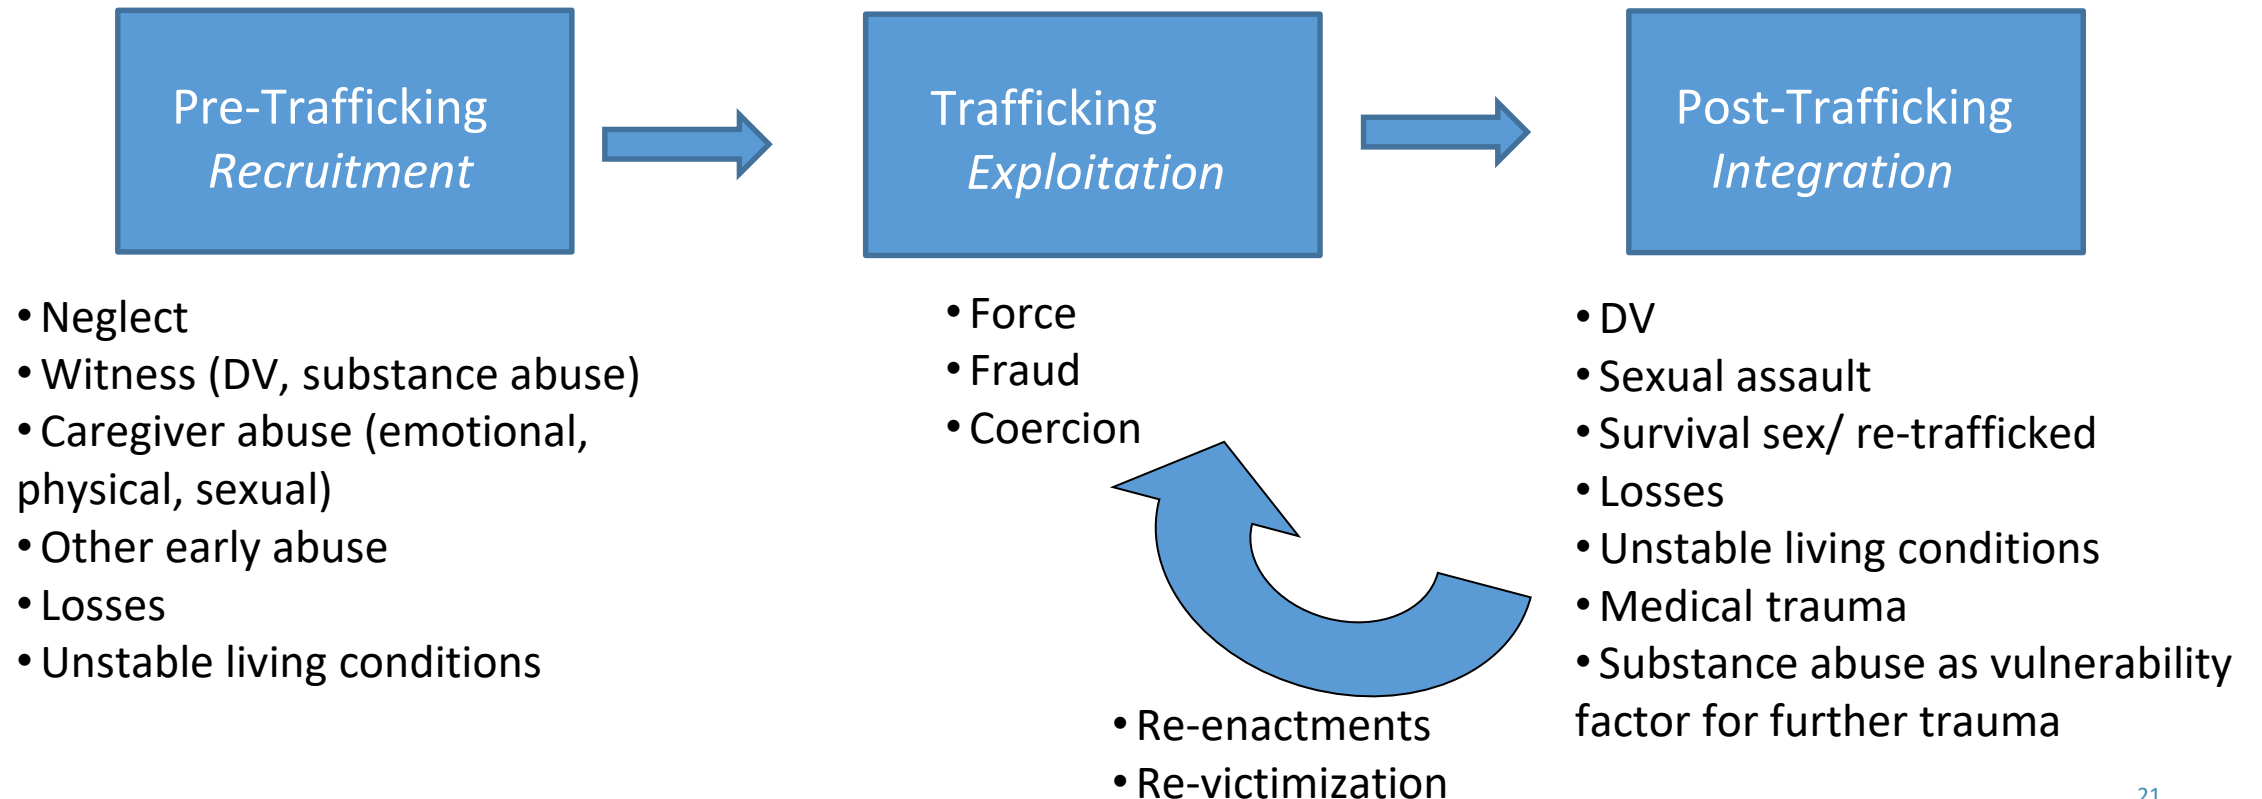 Pre-Trafficking
Recruitment
Trafficking
Exploitation
Post-Trafficking
Integration
• Neglect
• Witness (DV, substance abuse)
• Caregiver abuse (emotional,
physical, sexual)
• Other early abuse
• Losses
• Unstable living conditions
• Force
• Fraud
• Coercion
• Re-enactments
• Re-victimization
• DV
• Sexual assault
• Survival sex/ re-trafficked
• Losses
• Unstable living conditions
• Medical trauma
• Substance abuse as vulnerability
factor for further trauma
21